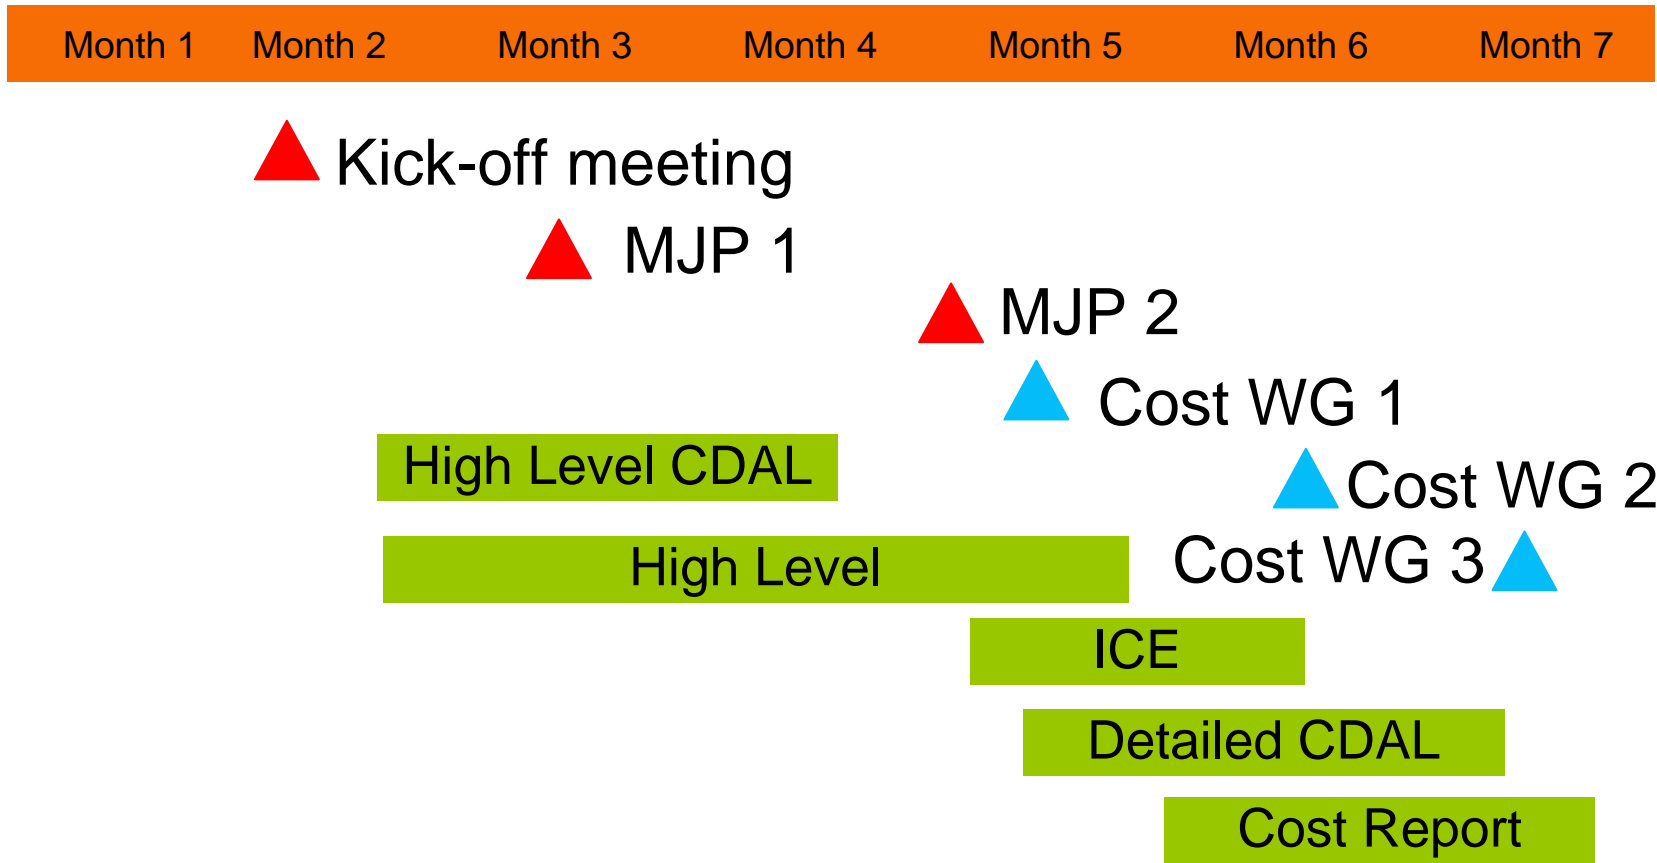 Month 1 Month 2 Month 3 Month 4 Month 5 Month 6 Month 7
Kick-off meeting
MJP 1
MJP 2
Cost WG 1
High Level CDAL
Cost WG 2
High Level
Cost WG 3
ICE
Detailed CDAL
Cost Report